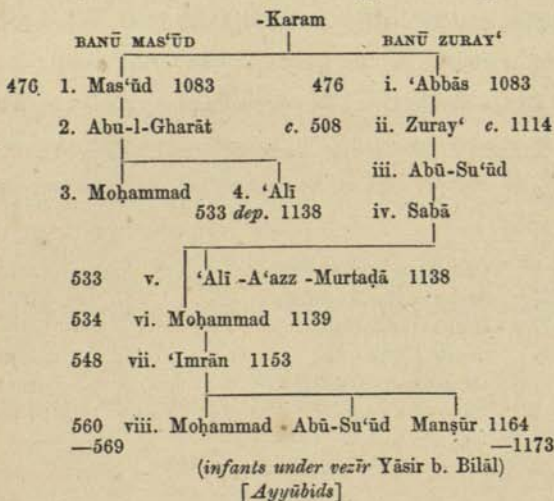 -Karam
BANŪ MAS‘ŪD BANŪ ZURAY‘
476 1. Mas‘ūd 1083 476 i. ‘Abbās 1083
2. Abu-l-Gharāt c. 508 ii. Zuray‘ c. 1114
iii. Abū-Su‘ūd
3. Moḥammad 4. ‘Alī
533 dep. 1138 iv. Sabā
533 v. ‘Alī -A‘azz -Murtaḍā 1138
534 vi. Moḥammad 1139
548 vii. ‘Imrān 1153
560 viii. Moḥammad Abū-Su‘ūd Manṣūr 1164
—569 —1173
(infants under vezīr Yāsir b. Bilāl)
[Ayyūbids]